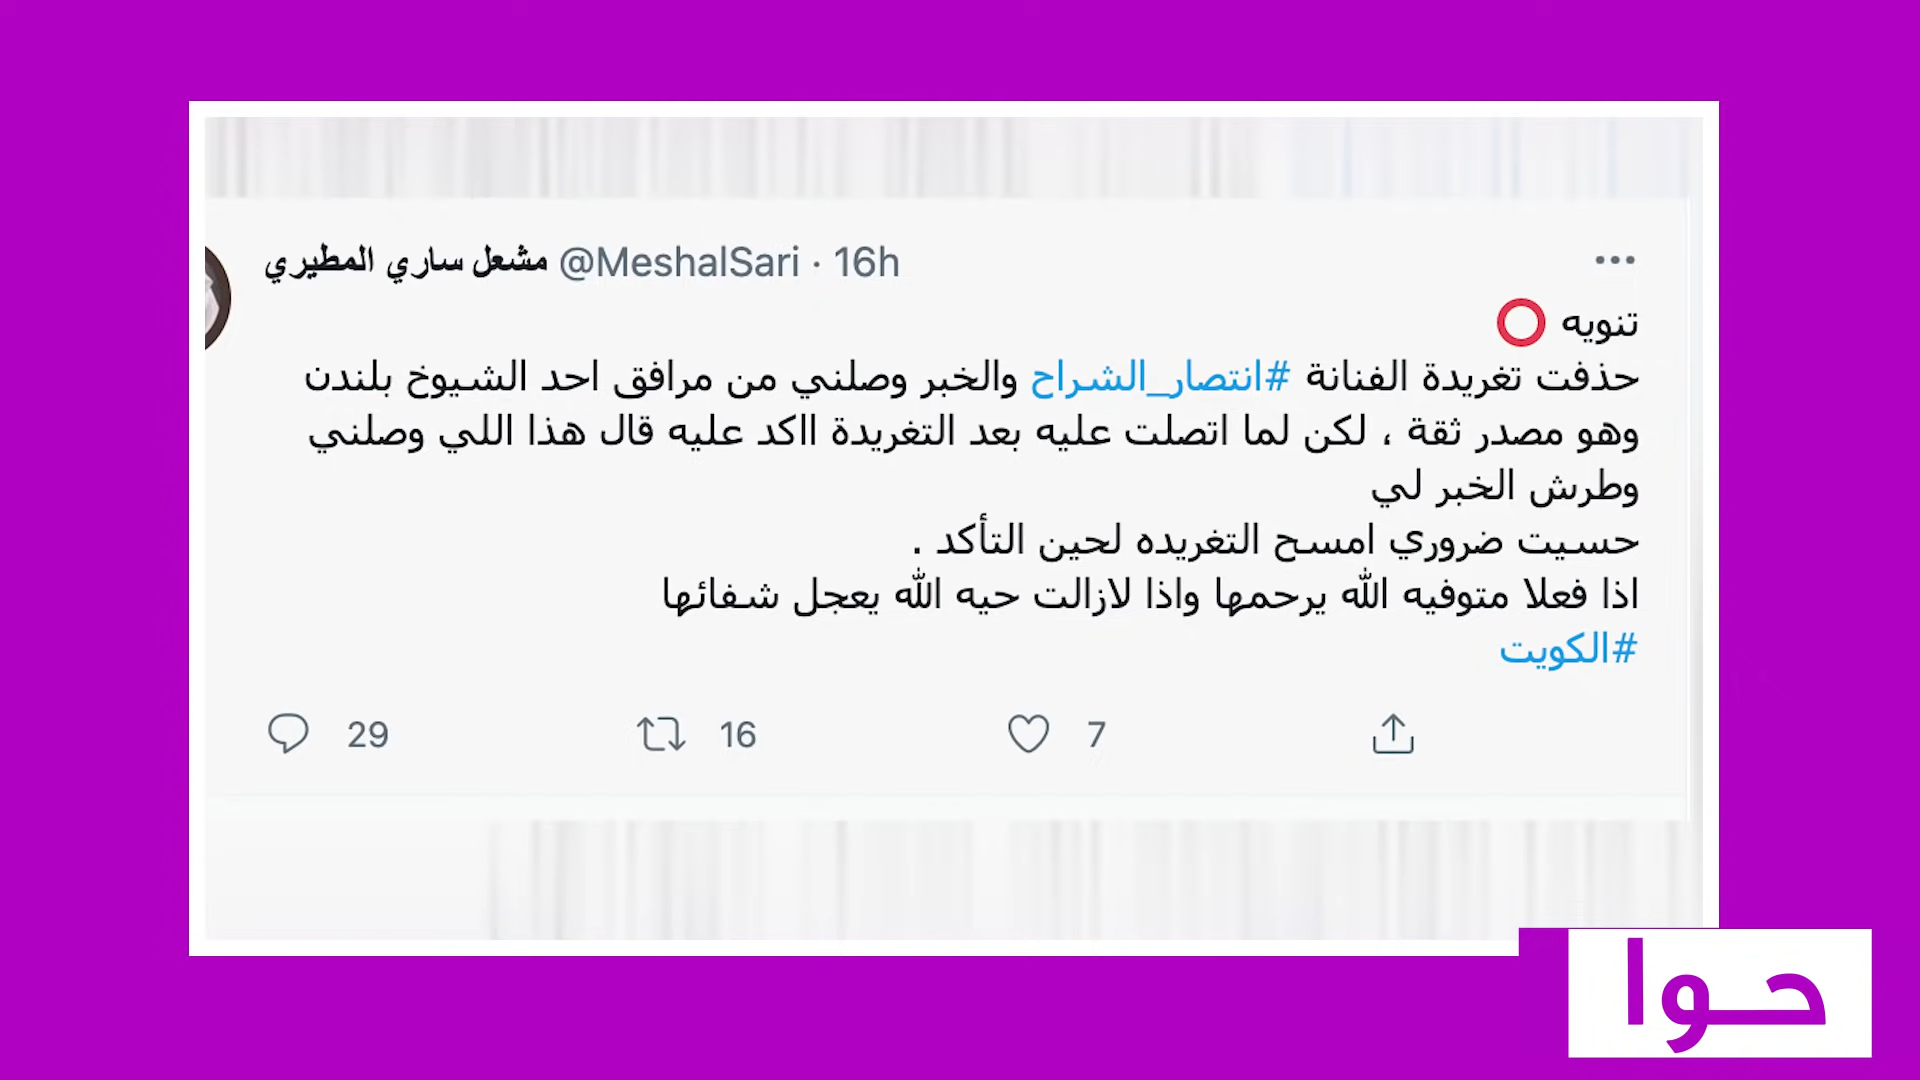 مشعل ساري المطيري @MeshalSari · 16h
تنويه
حذفت تغريدة الفنانة #انتصار_الشراح والخبر وصلني من مرافق احد الشيوخ بلندن
وهو مصدر ثقة ، لكن لما اتصلت عليه بعد التغريدة ااكد عليه قال هذا اللي وصلني
وطرش الخبر لي
حسيت ضروري امسح التغريده لحين التأكد .
اذا فعلا متوفيه الله يرحمها واذا لازالت حيه الله يعجل شفائها
#الكويت
29 16 7
حوا